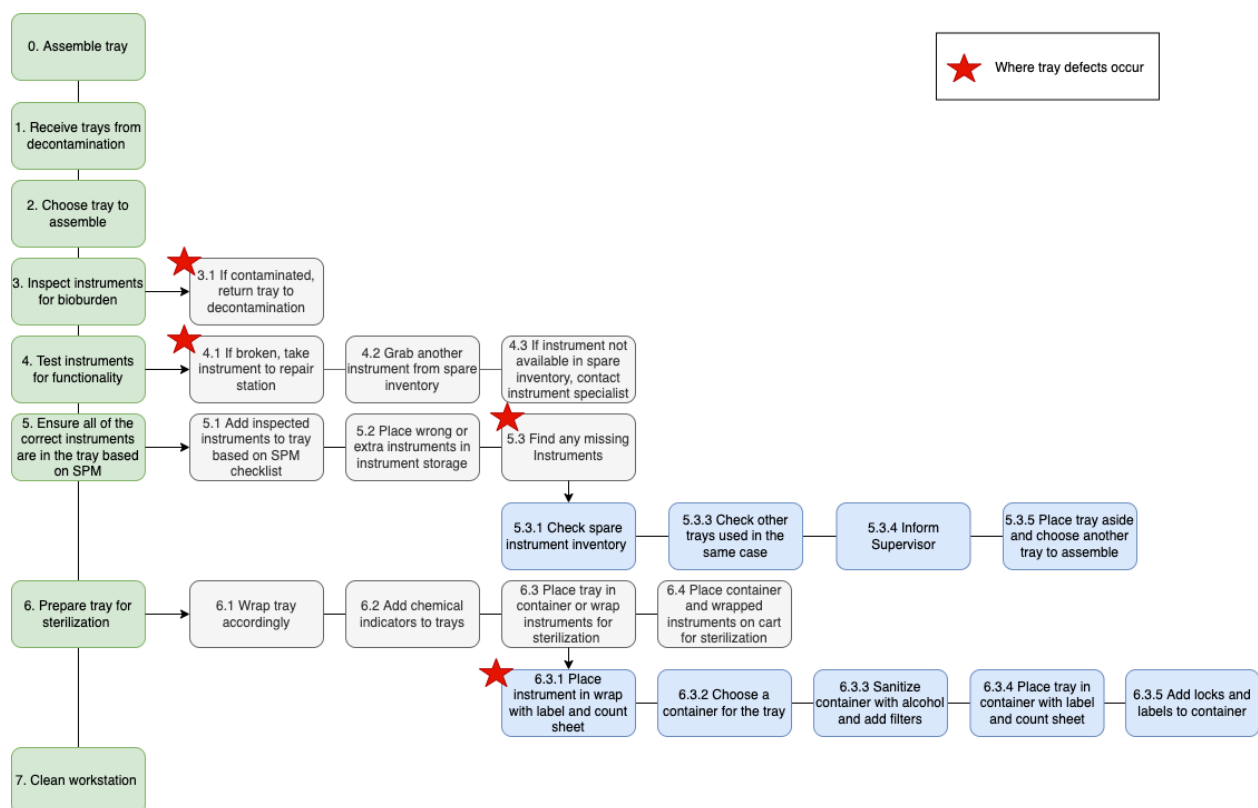 0. Assemble tray
Where tray defects occur
1. Receive trays from
decontamination
2. Choose tray to
assemble
3. Inspect instruments
for bioburden
3.1 If contaminated,
return tray to
decontamination
4. Test instruments
for functionality
4.1 If broken, take
instrument to repair
station
4.2 Grab another
instrument from spare
inventory
4.3 If instrument not
available in spare
inventory, contact
instrument specialist
5. Ensure all of the
correct instruments
are in the tray based
on SPM
5.1 Add inspected
instruments to tray
based on SPM
checklist
5.2 Place wrong or
extra instruments in
instrument storage
5.3 Find any missing
Instruments
5.3.1 Check spare
instrument inventory
5.3.3 Check other
trays used in the
same case
5.3.4 Inform
Supervisor
5.3.5 Place tray aside
and choose another
tray to assemble
6. Prepare tray for
sterilization
6.1 Wrap tray
accordingly
6.2 Add chemical
indicators to trays
6.3 Place tray in
container or wrap
instruments for
sterilization
6.4 Place container
and wrapped
instruments on cart
for sterilization
6.3.1 Place
instrument in wrap
with label and count
sheet
6.3.2 Choose a
container for the tray
6.3.3 Sanitize
container with alcohol
and add filters
6.3.4 Place tray in
container with label
and count sheet
6.3.5 Add locks and
labels to container
7. Clean workstation